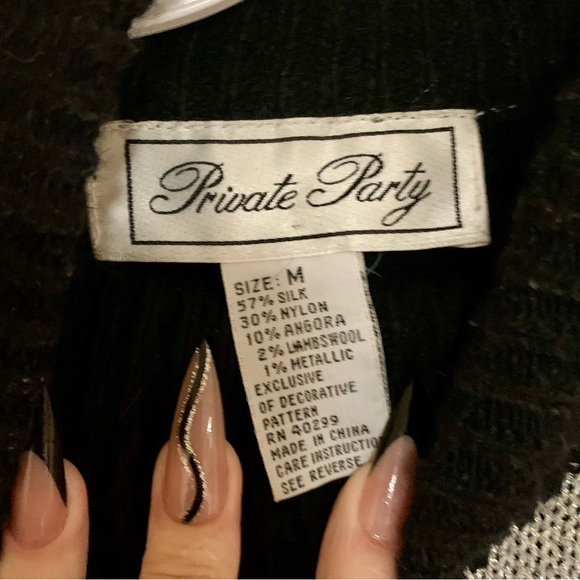 Private Party
SIZE: M
57% SILK
30% NYLON
10% ANGORA
2% LAMBSWOOL
1% METALLIC
EXCLUSIVE
OF DECORATIVE
PATTERN
RN 40299
MADE IN CHINA
CARE INSTRUCTIO
SEE REVERSE